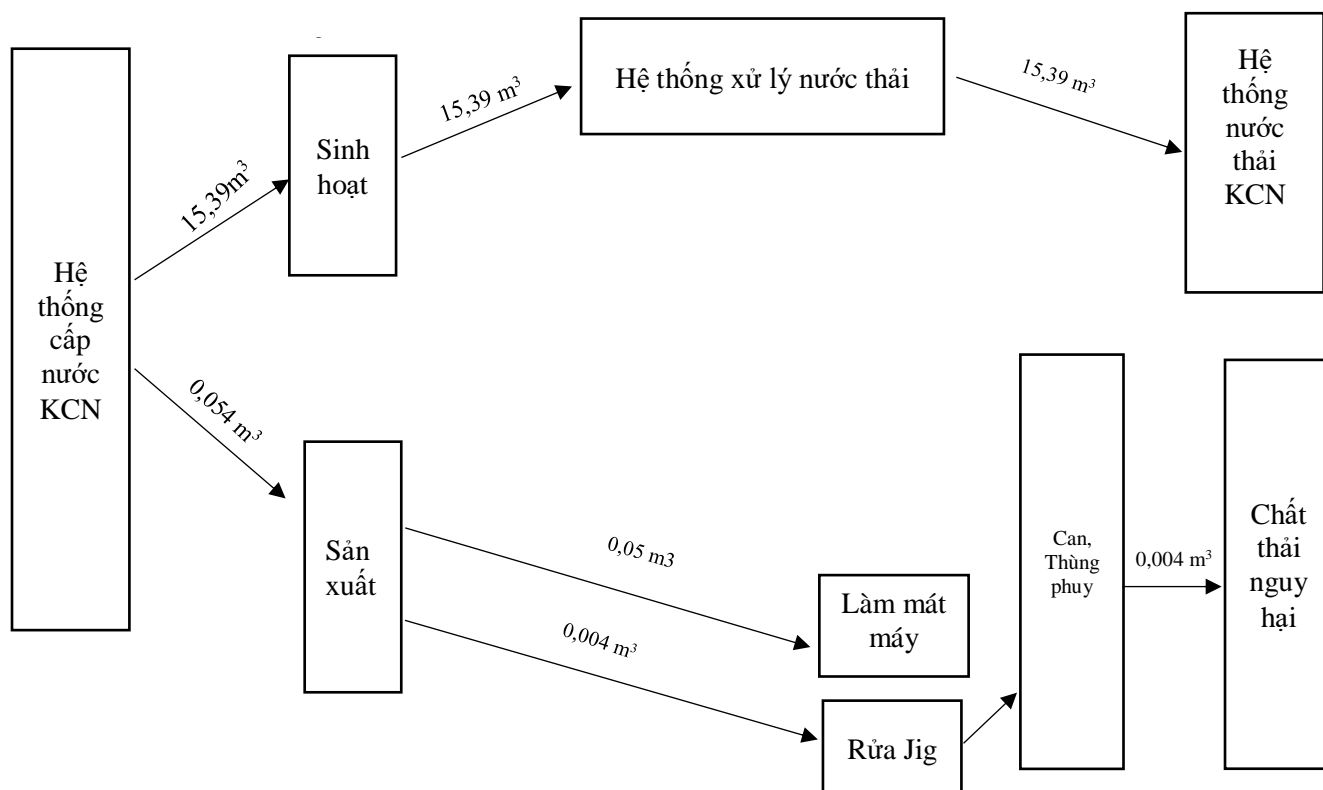 Hệ
thống
cấp
nước
KCN
15,39m³
0,054 m³
Sinh
hoạt
15,39 m³
Hệ thống xử lý nước thải
15,39 m³
Hệ
thống
nước
thải
KCN
Sản
xuất
0,05 m3
0,004 m³
Làm mát
máy
Rửa Jig
Can,
Thùng
phuy
0,004 m³
Chất
thải
nguy
hại